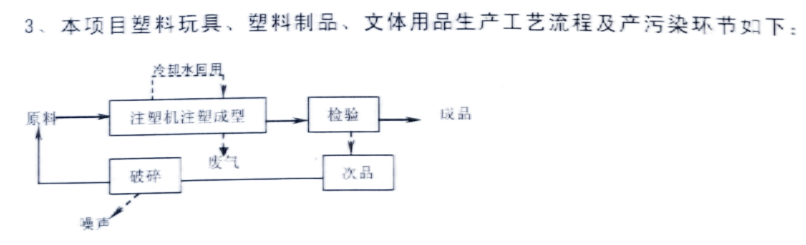 3、本项目塑料玩具、塑料制品、文体用品生产工艺流程及产污染环节如下：
冷却水回用
原料
注塑机注塑成型
检验
成品
废气
破碎
次品
噪声